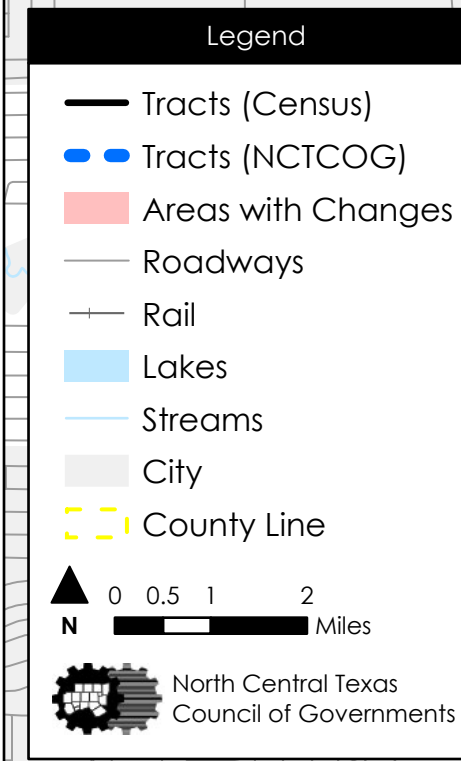 Legend
Tracts (Census)
Tracts (NCTCOG)
Areas with Changes
Roadways
Rail
Lakes
Streams
City
County Line
0 0.5 1 2
N Miles
North Central Texas
Council of Governments